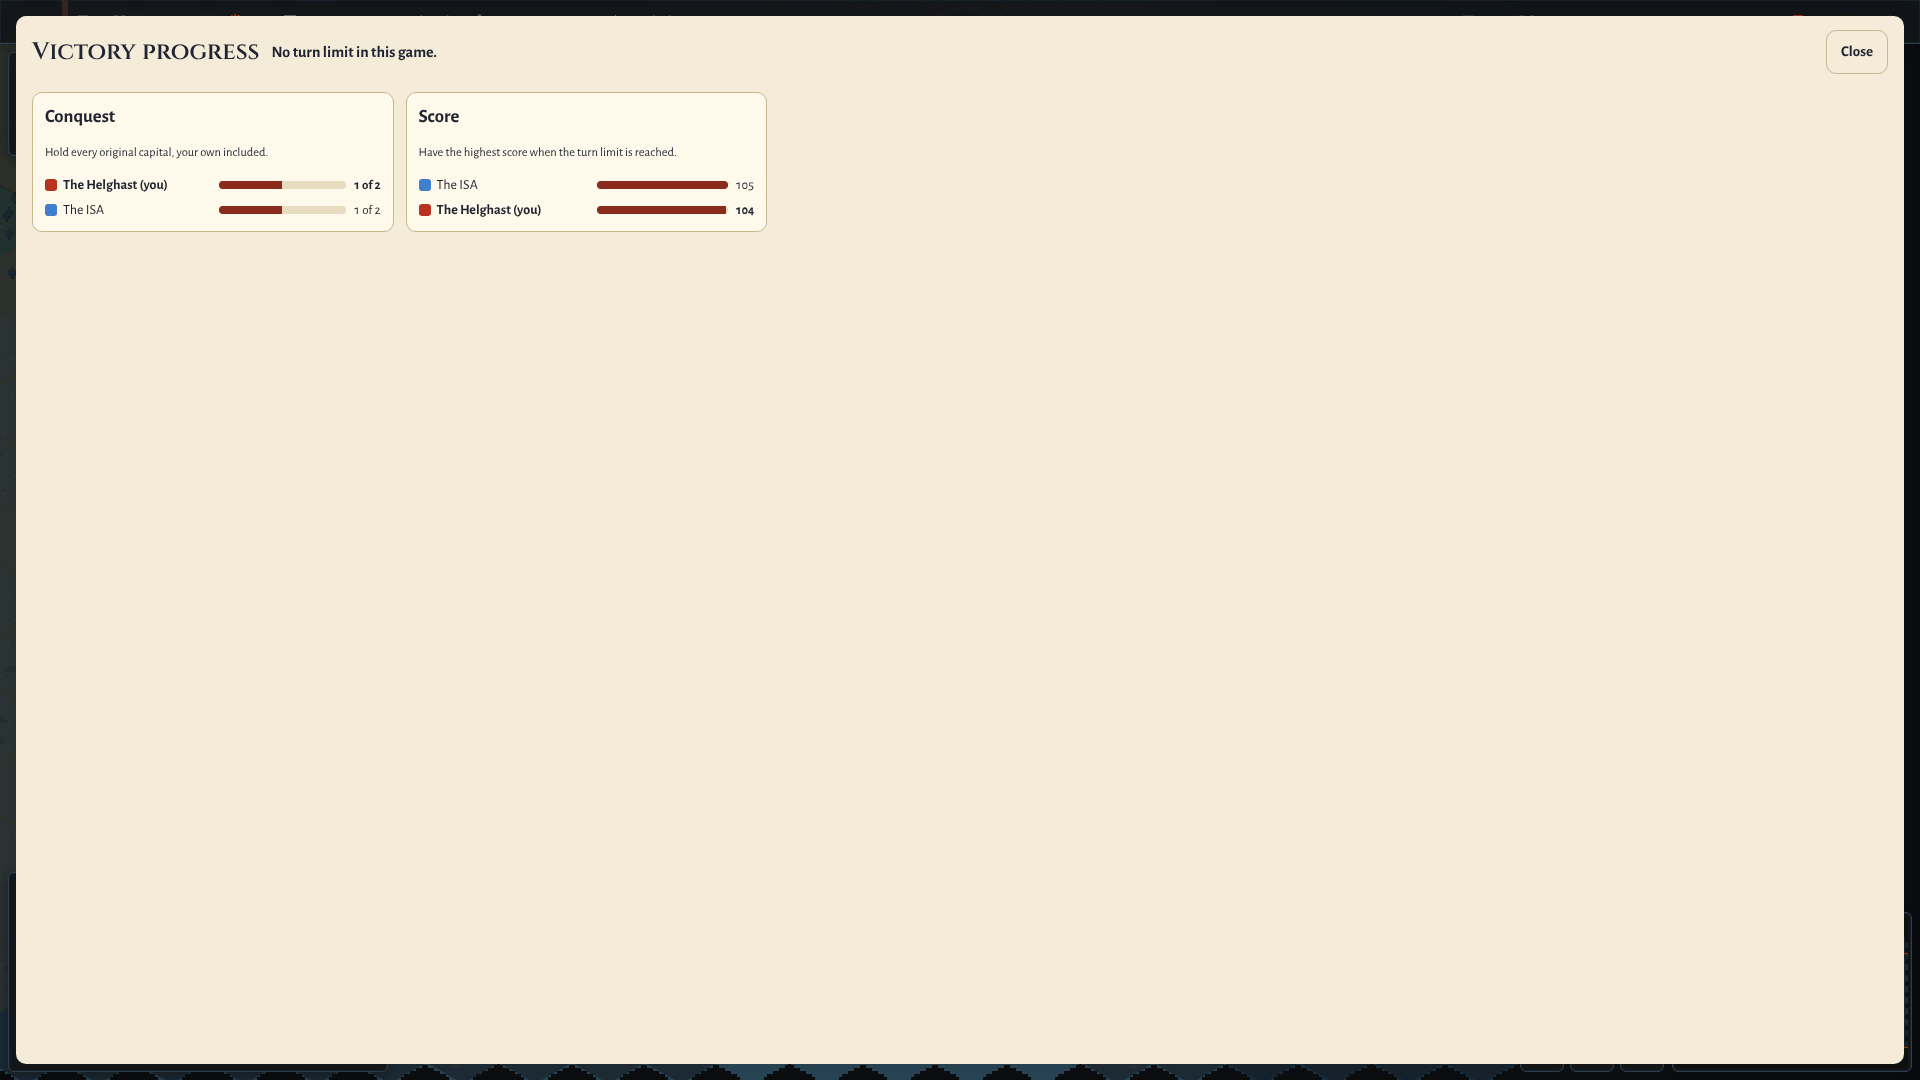 Victory progress
No turn limit in this game.
Close
Conquest
Hold every original capital, your own included.
The Helghast (you) 1 of 2
The ISA 1 of 2
Score
Have the highest score when the turn limit is reached.
The ISA 105
The Helghast (you) 104